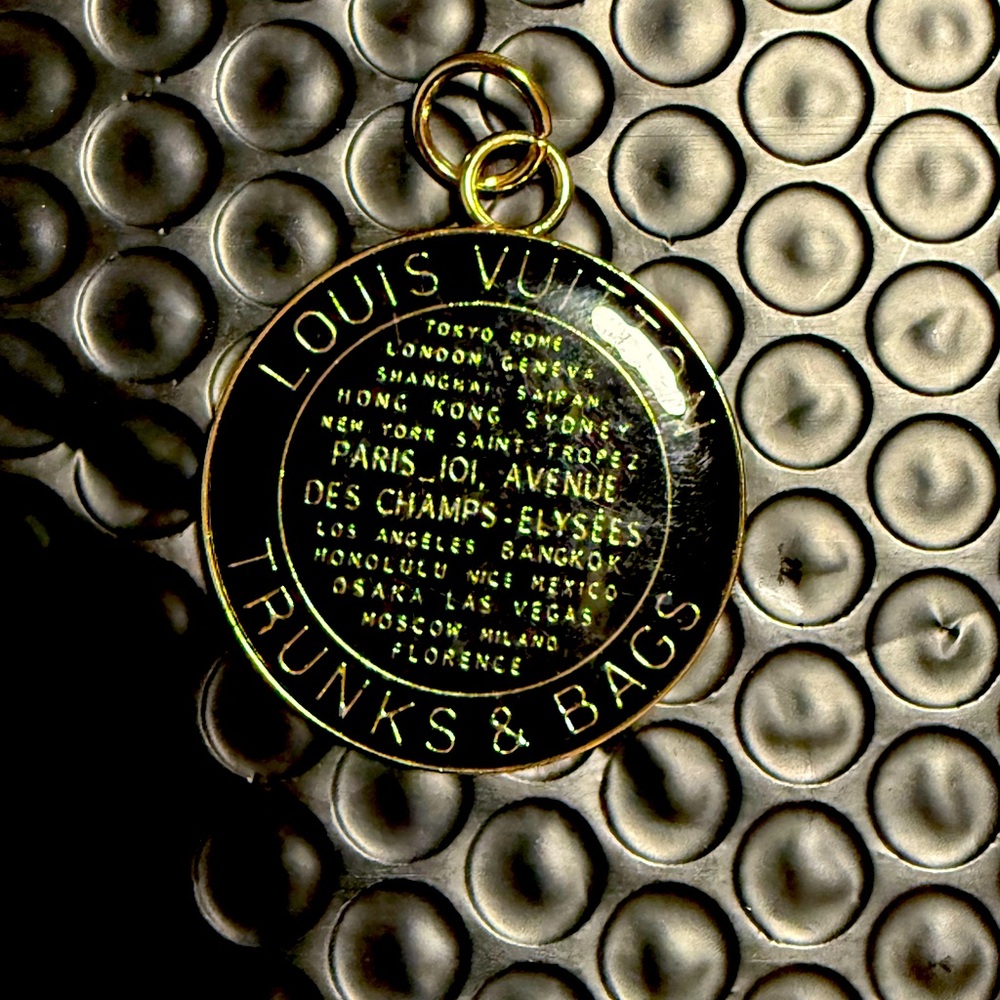 LOUIS VUITTON
TOKYO ROME
LONDON GENEVA
SHANGHAI SAIPAN
HONG KONG SYDNEY
NEW YORK SAINT-TROPEZ
PARIS_101, AVENUE
DES CHAMPS-ELYSÉES
LOS ANGELES BANGKOK
HONOLULU NICE MEXICO
OSAKA LAS VEGAS
MOSCOW MILANO
FLORENCE
TRUNKS & BAGS